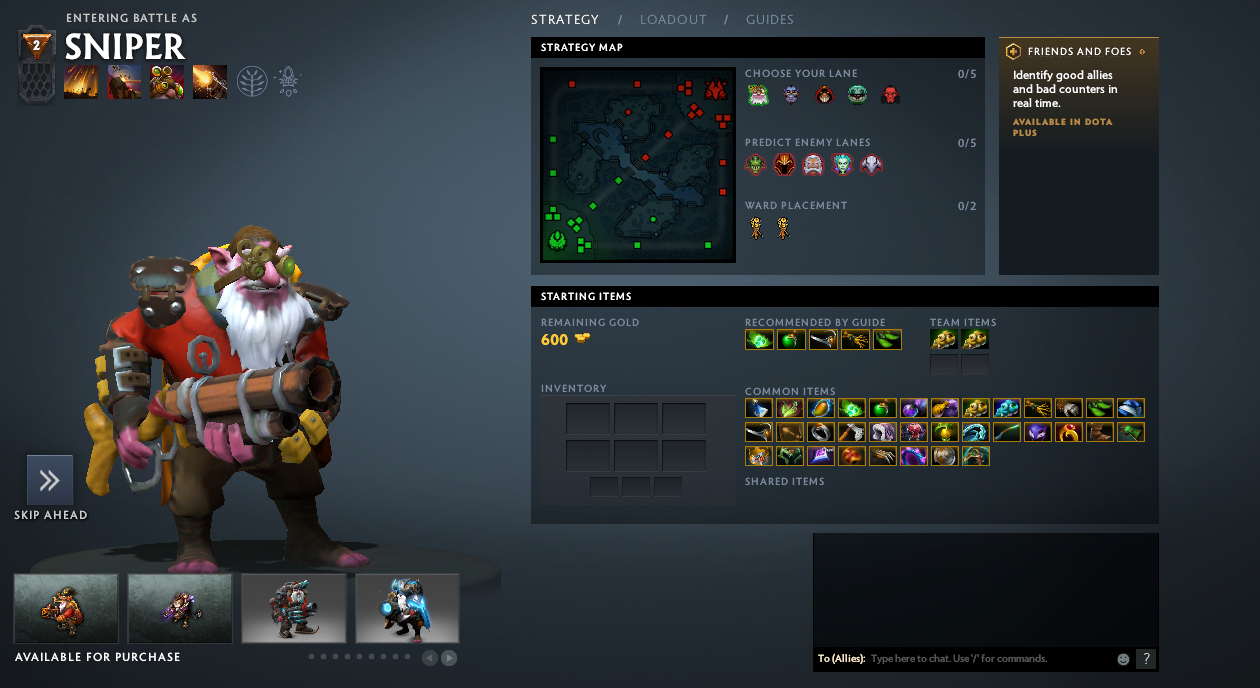 ENTERING BATTLE AS
2
SNIPER
STRATEGY / LOADOUT / GUIDES
STRATEGY MAP
CHOOSE YOUR LANE 0/5
PREDICT ENEMY LANES 0/5
WARD PLACEMENT 0/2
FRIENDS AND FOES
Identify good allies
and bad counters in
real time.
AVAILABLE IN DOTA
PLUS
STARTING ITEMS
REMAINING GOLD
600
RECOMMENDED BY GUIDE
TEAM ITEMS
INVENTORY
COMMON ITEMS
SHARED ITEMS
SKIP AHEAD
AVAILABLE FOR PURCHASE
To (Allies): Type here to chat. Use '/' for commands.
?